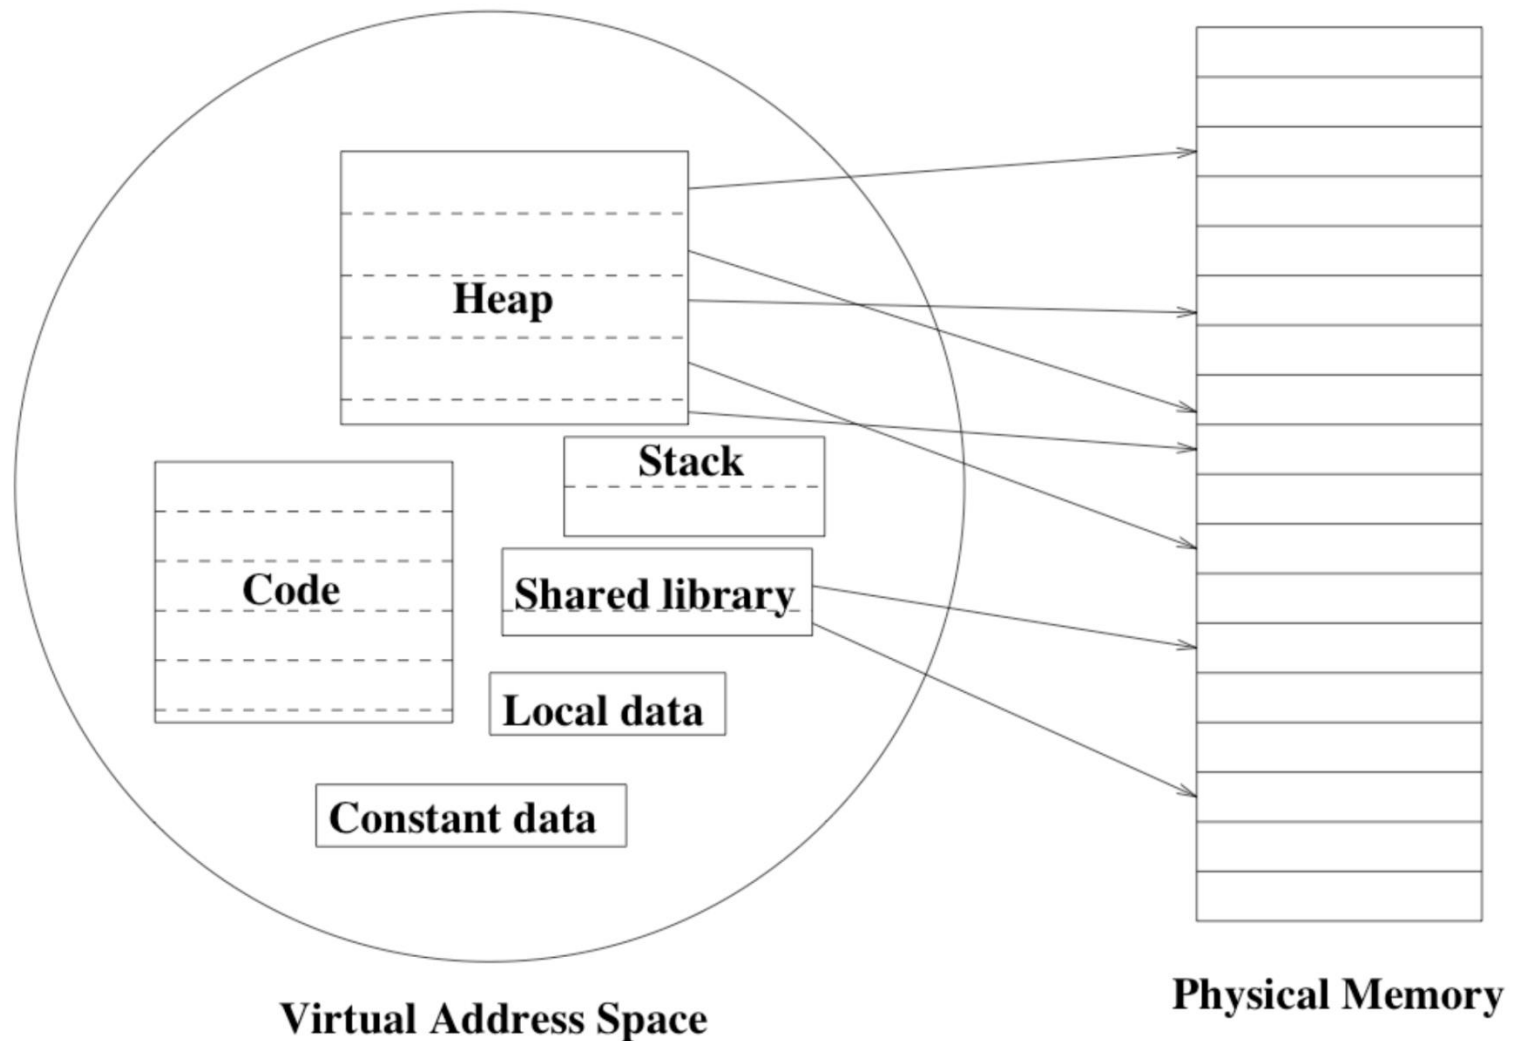 Heap
Stack
Code
Shared library
Local data
Constant data
Physical Memory
Virtual Address Space